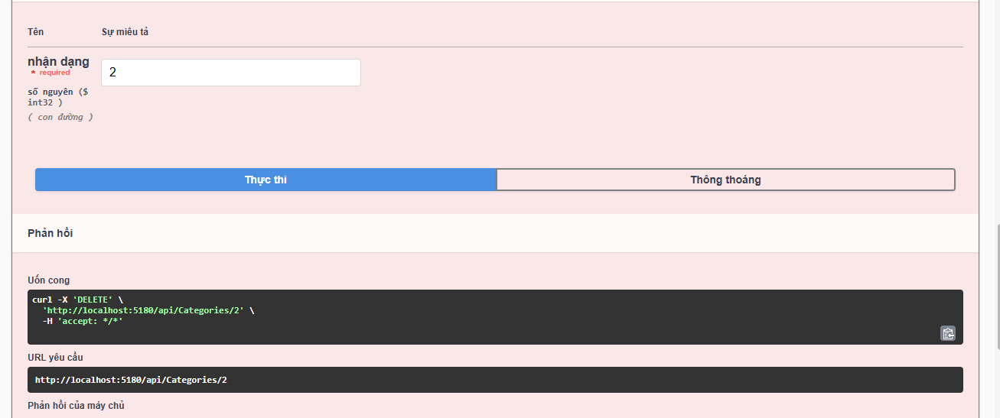 Tên Sự miêu tả
nhận dạng
* required
2
số nguyên ($
int32 )
( con đường )
Thực thi Thông thoáng
Phản hồi
Uốn cong
curl -X 'DELETE' \
'http://localhost:5180/api/Categories/2' \
-H 'accept: */*'
URL yêu cầu
http://localhost:5180/api/Categories/2
Phản hồi của máy chủ